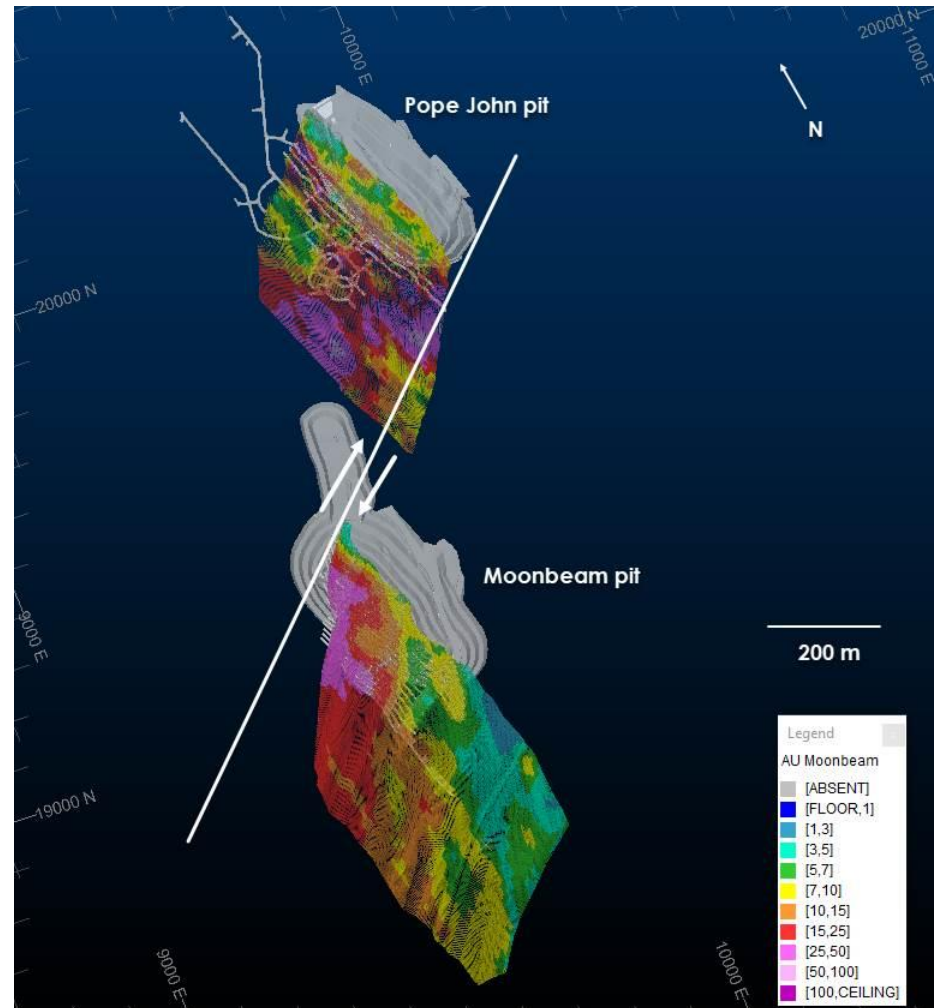 10000 E
20000 N
11000 E
Pope John pit
N
20000 N
Moonbeam pit
9000 E
200 m
19000 N
9000 E
10000 E
Legend
AU Moonbeam
[ABSENT]
[FLOOR,1]
[1,3]
[3,5]
[5,7]
[7,10]
[10,15]
[15,25]
[25,50]
[50,100]
[100,CEILING]